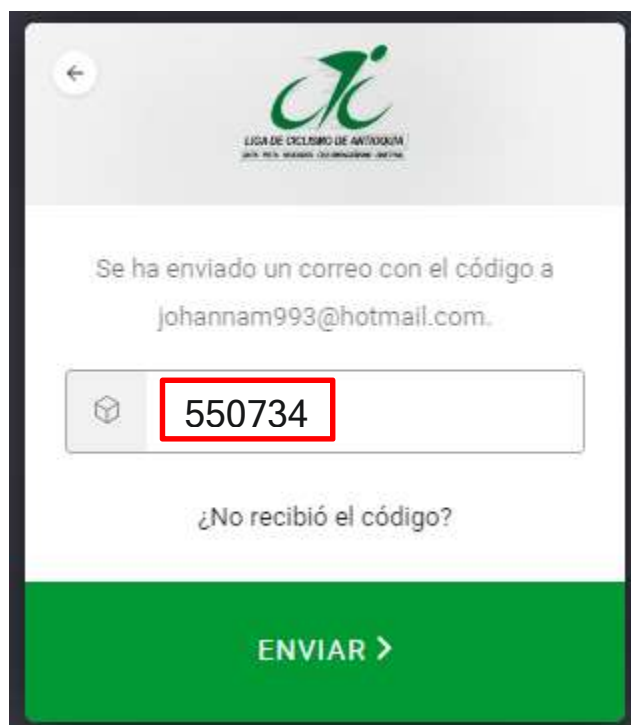 LIGA DE CICLISMO DE ANTIOQUIA
Se ha enviado un correo con el código a
johannam993@hotmail.com.
550734
¿No recibió el código?
ENVIAR